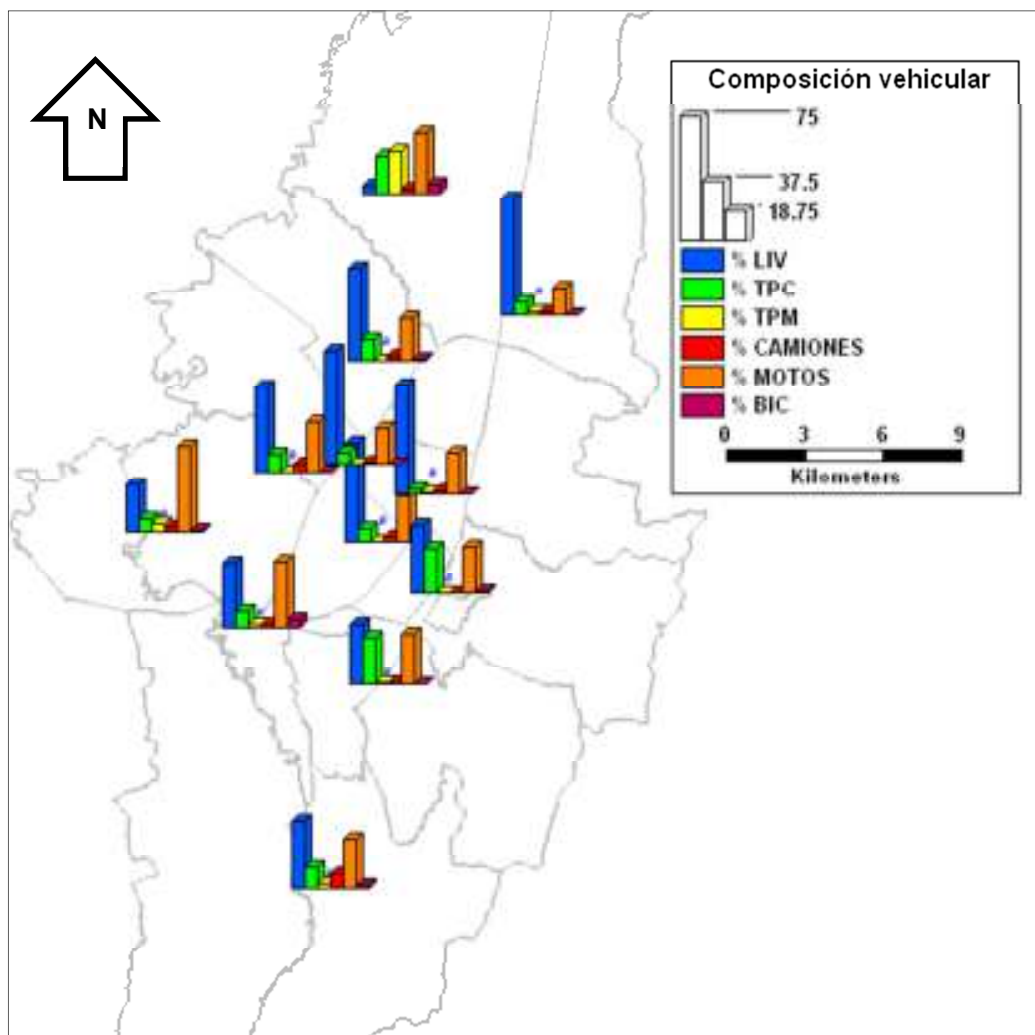 N
Composición vehicular
75
37.5
18.75
% LIV
% TPC
% TPM
% CAMIONES
% MOTOS
% BIC
0 3 6 9
Kilometers